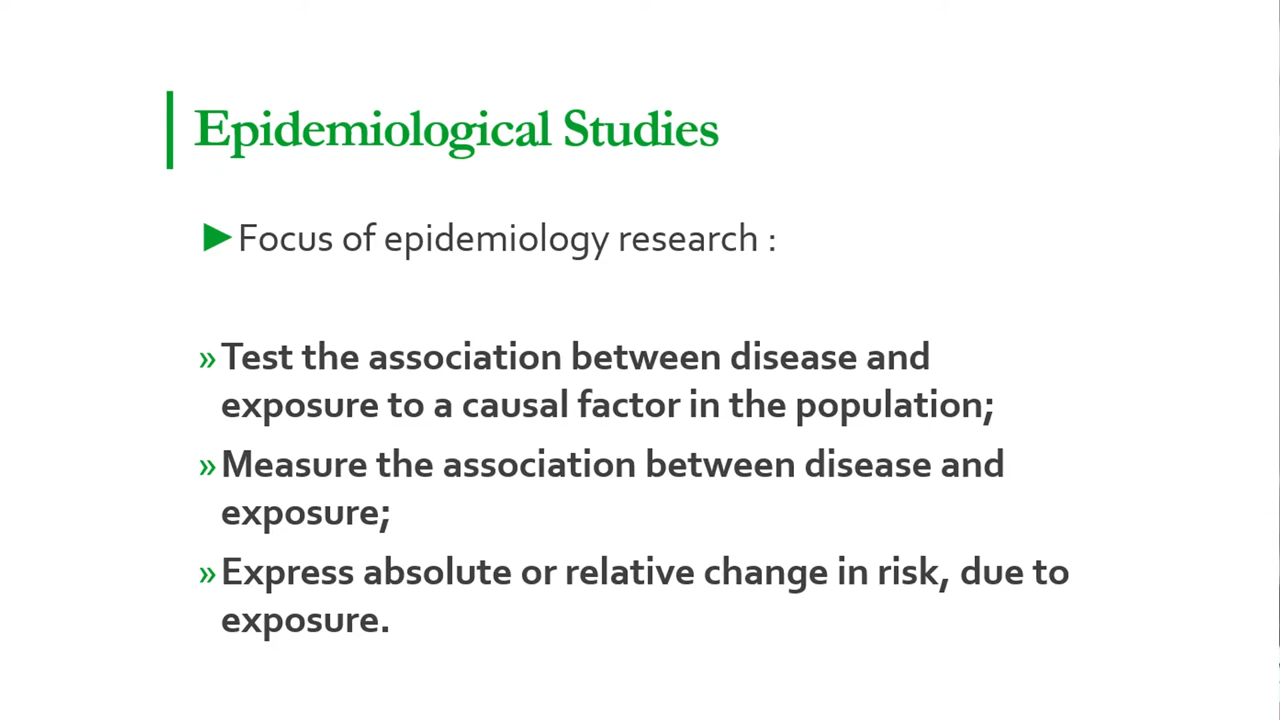 Epidemiological Studies
►Focus of epidemiology research :
»Test the association between disease and
exposure to a causal factor in the population;
»Measure the association between disease and
exposure;
»Express absolute or relative change in risk, due to
exposure.